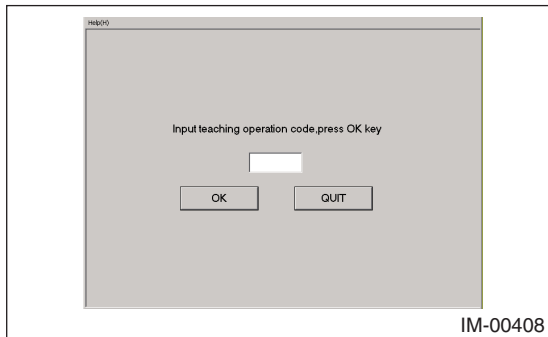 Help(H)
Input teaching operation code,press OK key
OK
QUIT
IM-00408